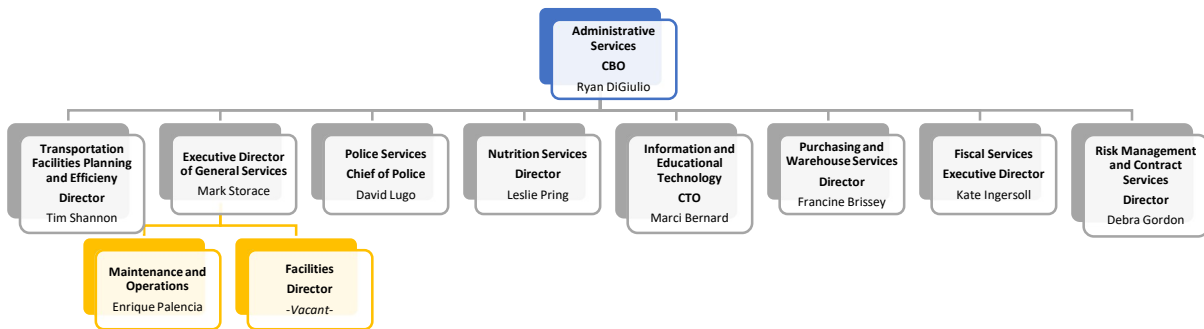 Administrative
Services
CBO
Ryan DiGiulio
Transportation
Facilities Planning
and Efficieny
Director
Tim Shannon
Executive Director
of General Services
Mark Storace
Police Services
Chief of Police
David Lugo
Nutrition Services
Director
Leslie Pring
Information and
Educational
Technology
CTO
Marci Bernard
Purchasing and
Warehouse Services
Director
Francine Brissey
Fiscal Services
Executive Director
Kate Ingersoll
Risk Management
and Contract
Services
Director
Debra Gordon
Maintenance and
Operations
Enrique Palencia
Facilities
Director
-Vacant-